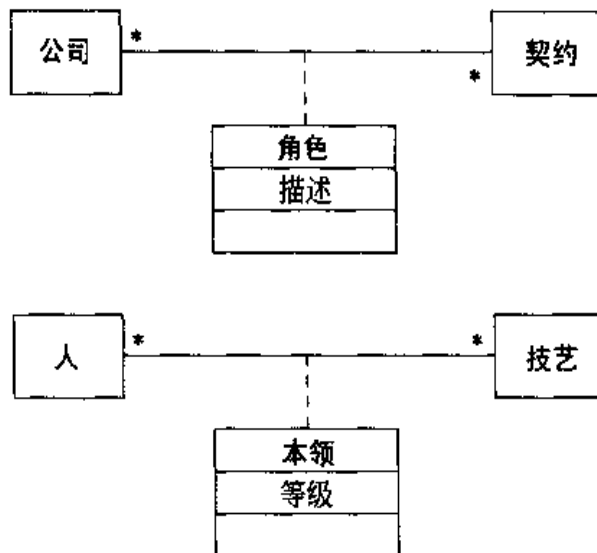 公司 * * 契约
角色
描述
人 * * 技艺
本领
等级